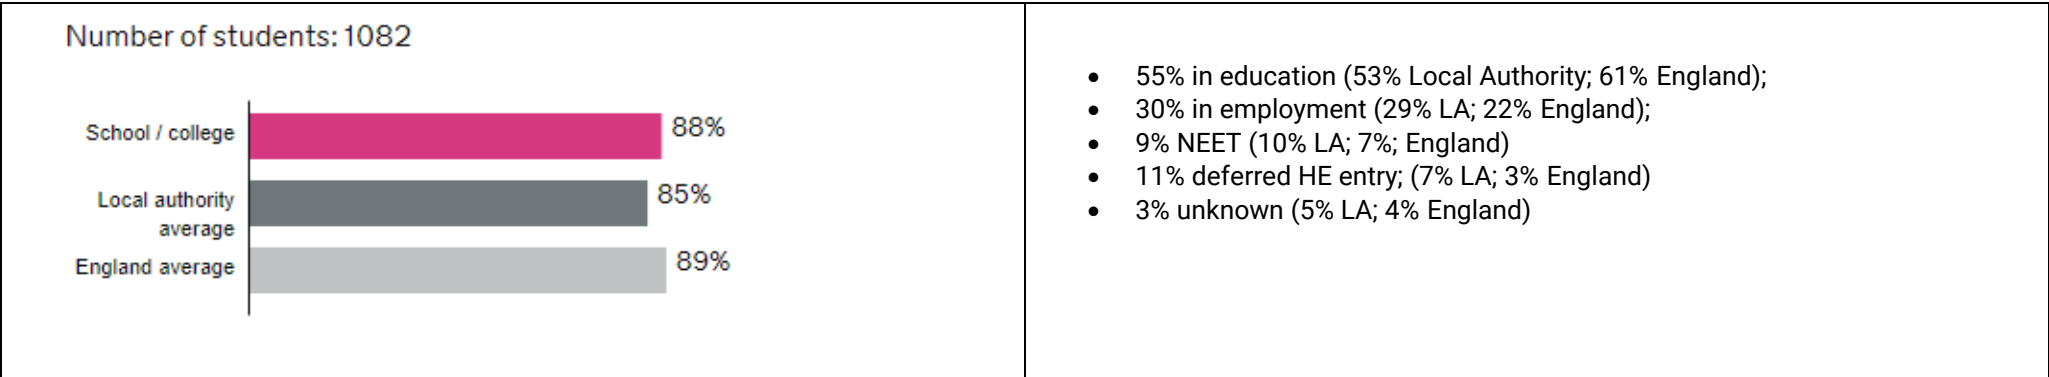 Number of students: 1082
School / college
88%
Local authority
average
85%
England average
89%
• 55% in education (53% Local Authority; 61% England);
• 30% in employment (29% LA; 22% England);
• 9% NEET (10% LA; 7%; England)
• 11% deferred HE entry; (7% LA; 3% England)
• 3% unknown (5% LA; 4% England)